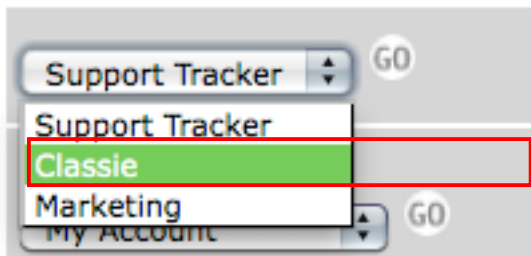 Support Tracker GO
Support Tracker
Classie
Marketing
My Account GO